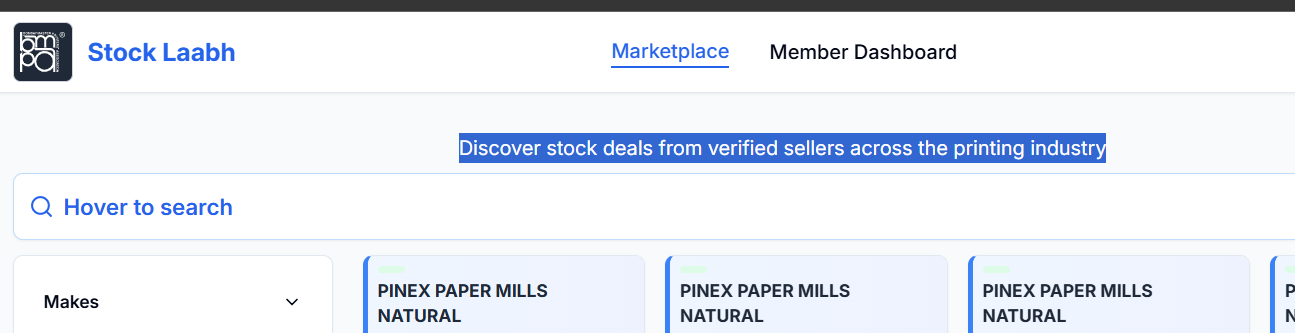 bmpa
Stock Laabh
Marketplace
Member Dashboard
Discover stock deals from verified sellers across the printing industry
Hover to search
Makes
PINEX PAPER MILLS
NATURAL
PINEX PAPER MILLS
NATURAL
PINEX PAPER MILLS
NATURAL
P
N